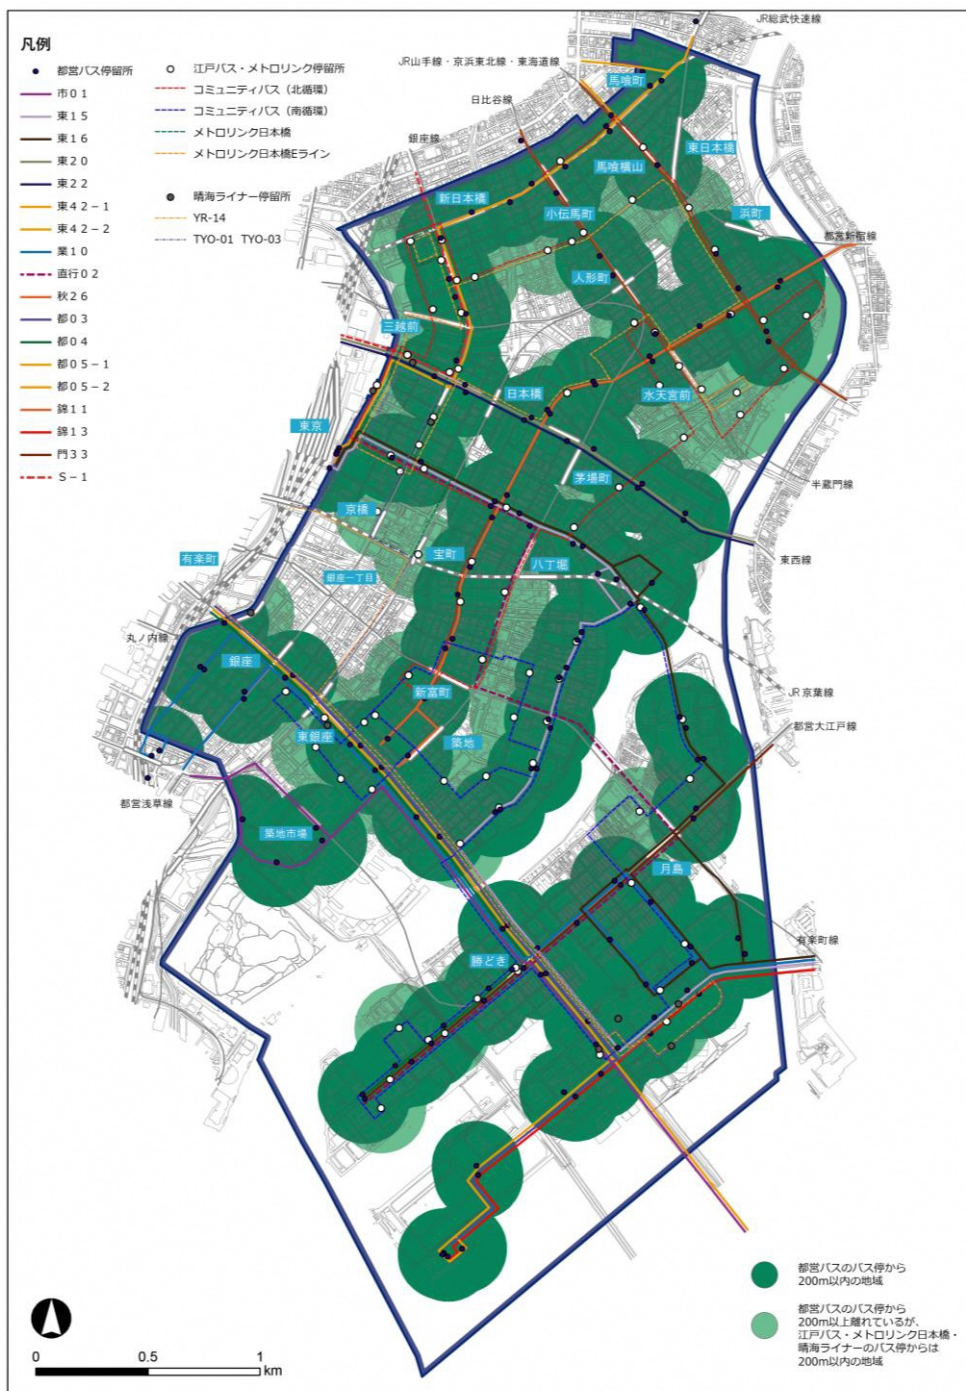 凡例
都営バス停留所
市01
東15
東16
東20
東22
東42-1
東42-2
業10
直行02
秋26
都03
都04
都05-1
都05-2
錦11
錦13
門33
S-1
江戸バス・メトロリンク停留所
コミュニティバス（北循環）
コミュニティバス（南循環）
メトロリンク日本橋
メトロリンク日本橋Eライン
晴海ライナー停留所
YR-14
TYO-01 TYO-03
JR総武快速線
JR山手線・京浜東北線・東海道線
日比谷線
銀座線
馬喰町
東日本橋
馬喰横山
新日本橋
小伝馬町
浜町
都営新宿線
人形町
三越前
日本橋
水天宮前
東京
茅場町
半蔵門線
京橋
宝町
八丁堀
東西線
有楽町
銀座一丁目
丸ノ内線
銀座
新富町
JR京葉線
東銀座
築地
都営大江戸線
都営浅草線
築地市場
月島
有楽町線
勝どき
都営バスのバス停から
200m以内の地域
都営バスのバス停から
200m以上離れているが、
江戸バス・メトロリンク日本橋・
晴海ライナーのバス停からは
200m以内の地域
0 0.5 1
km